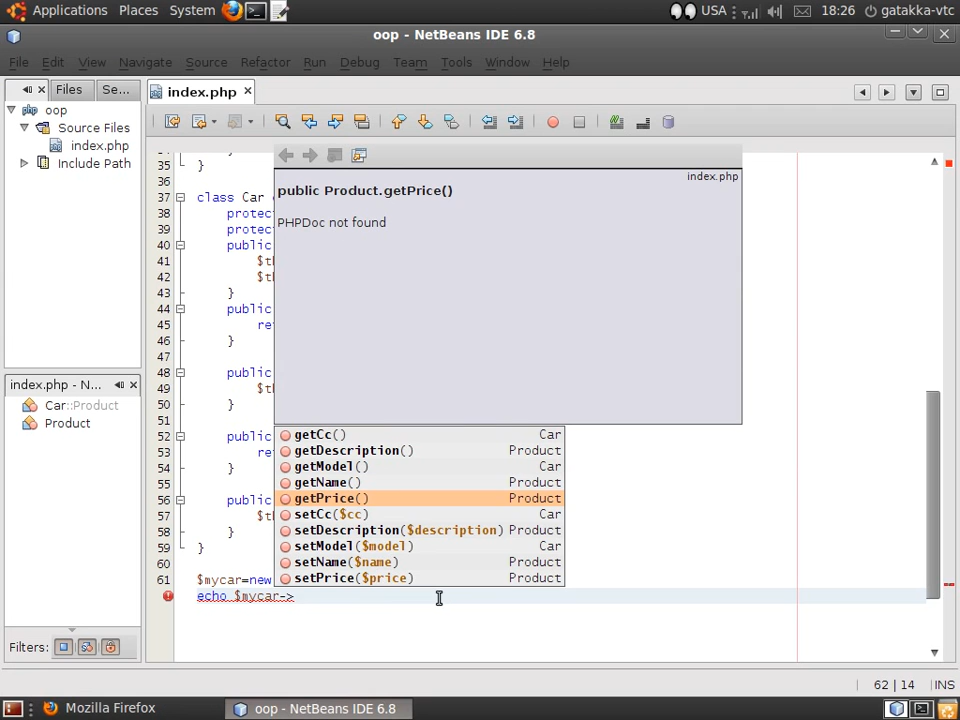 Applications Places System USA 18:26 gatakka-vtc
oop - NetBeans IDE 6.8
File Edit View Navigate Source Refactor Run Debug Team Tools Window Help
Files Se... index.php
oop
Source Files
index.php
Include Path
index.php - N...
Car::Product
Product
Filters:
35 }
36
37 class Car
38 protec
39 protec
40 public
41 $th
42 $th
43 }
44 public
45 re
46 }
47
48 public
49 $th
50 }
51
52 public
53 re
54 }
55
56 public
57 $th
58 }
59 }
60
61 $mycar=new
echo $mycar->
index.php
public Product.getPrice()
PHPDoc not found
getCc() Car
getDescription() Product
getModel() Car
getName() Product
getPrice() Product
setCc($cc) Car
setDescription($description) Product
setModel($model) Car
setName($name) Product
setPrice($price) Product
62 | 14 INS
Mozilla Firefox oop - NetBeans IDE 6.8